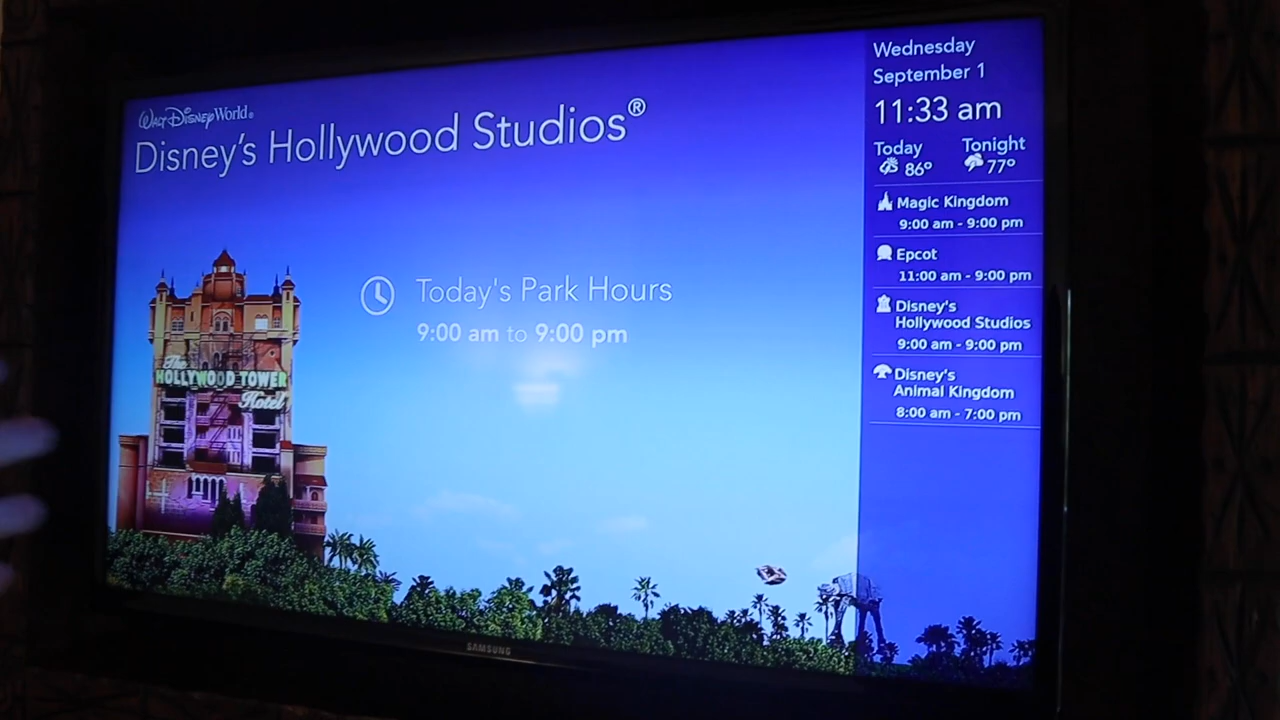 Walt Disney World®
Disney's Hollywood Studios®
Today's Park Hours
9:00 am to 9:00 pm
The
HOLLYWOOD TOWER
Hotel
Wednesday
September 1
11:33 am
Today Tonight
86° 77°
Magic Kingdom
9:00 am - 9:00 pm
Epcot
11:00 am - 9:00 pm
Disney's
Hollywood Studios
9:00 am - 9:00 pm
Disney's
Animal Kingdom
8:00 am - 7:00 pm
SAMSUNG